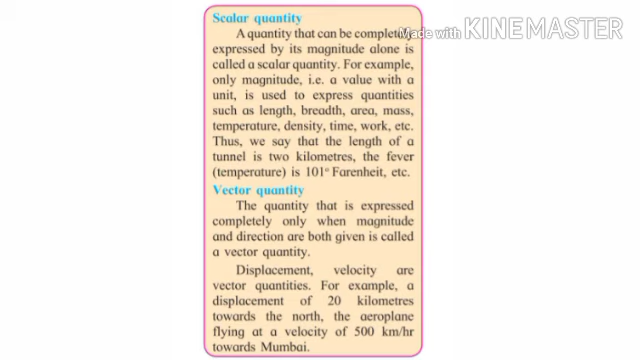 Scalar quantity
A quantity that can be completely
expressed by its magnitude alone is
called a scalar quantity. For example,
only magnitude, i.e. a value with a
unit, is used to express quantities
such as length, breadth, area, mass,
temperature, density, time, work, etc.
Thus, we say that the length of a
tunnel is two kilometres, the fever
(temperature) is 101° Farenheit, etc.
Vector quantity
The quantity that is expressed
completely only when magnitude
and direction are both given is called
a vector quantity.
Displacement, velocity are
vector quantities. For example, a
displacement of 20 kilometres
towards the north, the aeroplane
flying at a velocity of 500 km/hr
towards Mumbai.
Made with KINEMASTER